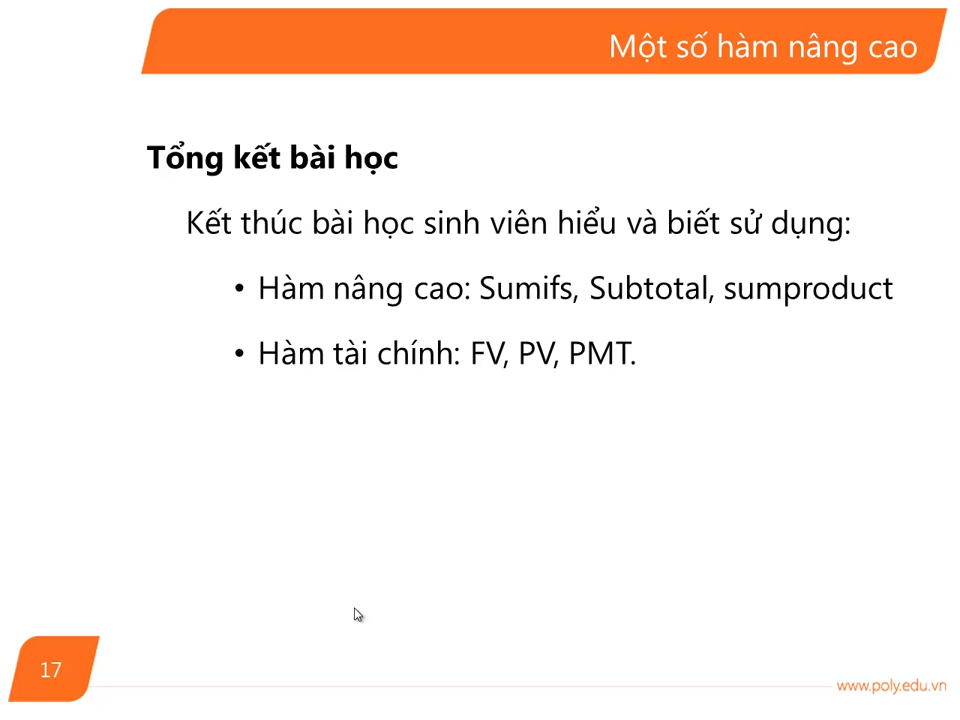 Một số hàm nâng cao
Tổng kết bài học
Kết thúc bài học sinh viên hiểu và biết sử dụng:
• Hàm nâng cao: Sumifs, Subtotal, sumproduct
• Hàm tài chính: FV, PV, PMT.
17
www.poly.edu.vn